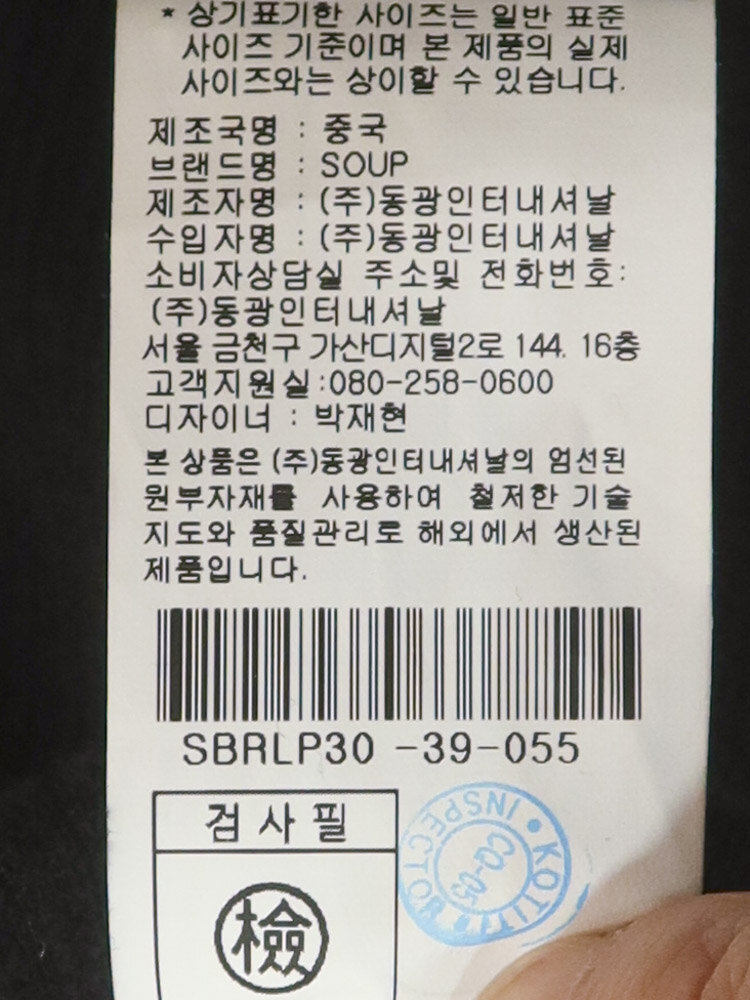 * 상기표기한 사이즈는 일반 표준
사이즈 기준이며 본 제품의 실제
사이즈와는 상이할 수 있습니다.
제조국명 : 중국
브랜드명 : SOUP
제조자명 : (주)동광인터내셔날
수입자명 : (주)동광인터내셔날
소비자상담실 주소및 전화번호:
(주)동광인터내셔날
서울 금천구 가산디지털2로 144. 16층
고객지원실:080-258-0600
디자이너 : 박재현
본 상품은 (주)동광인터내셔날의 엄선된
원부자재를 사용하여 철저한 기술
지도와 품질관리로 해외에서 생산된
제품입니다.
SBRLP30 -39-055
검사필
檢
KOTITI • INSPECTOR •
CQ-05